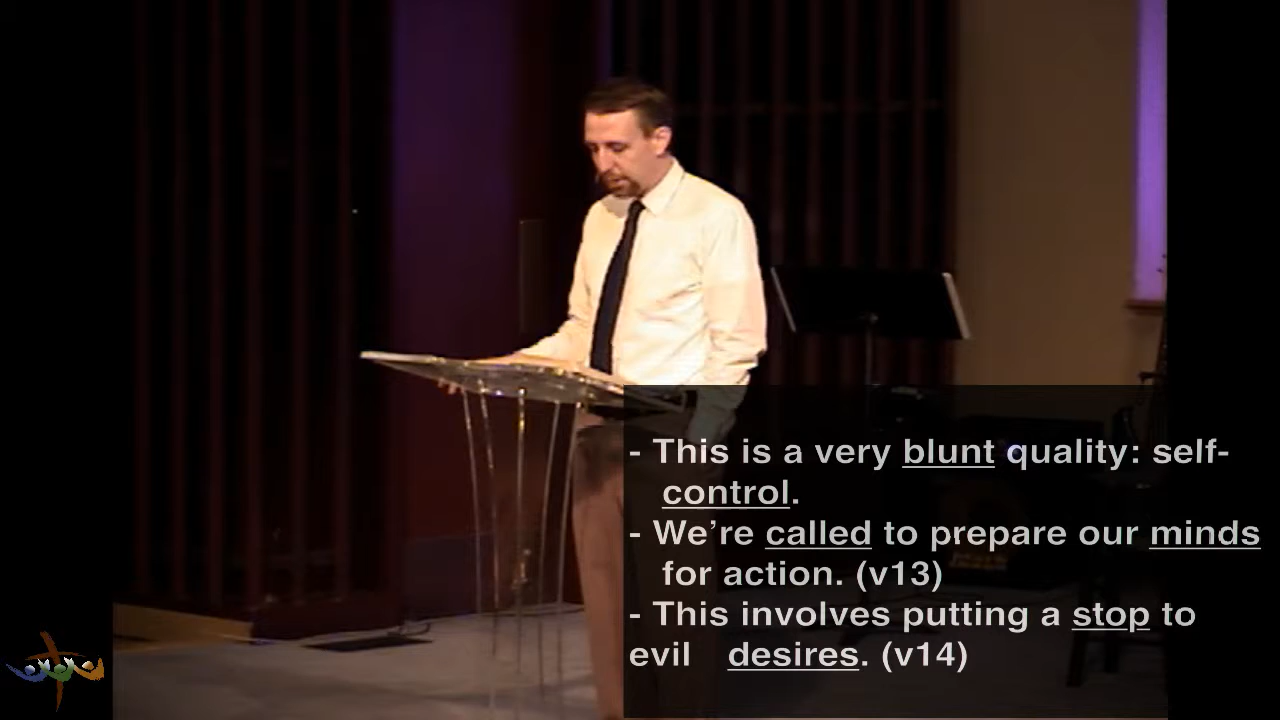 - This is a very blunt quality: self-
control.
- We’re called to prepare our minds
for action. (v13)
- This involves putting a stop to
evil desires. (v14)